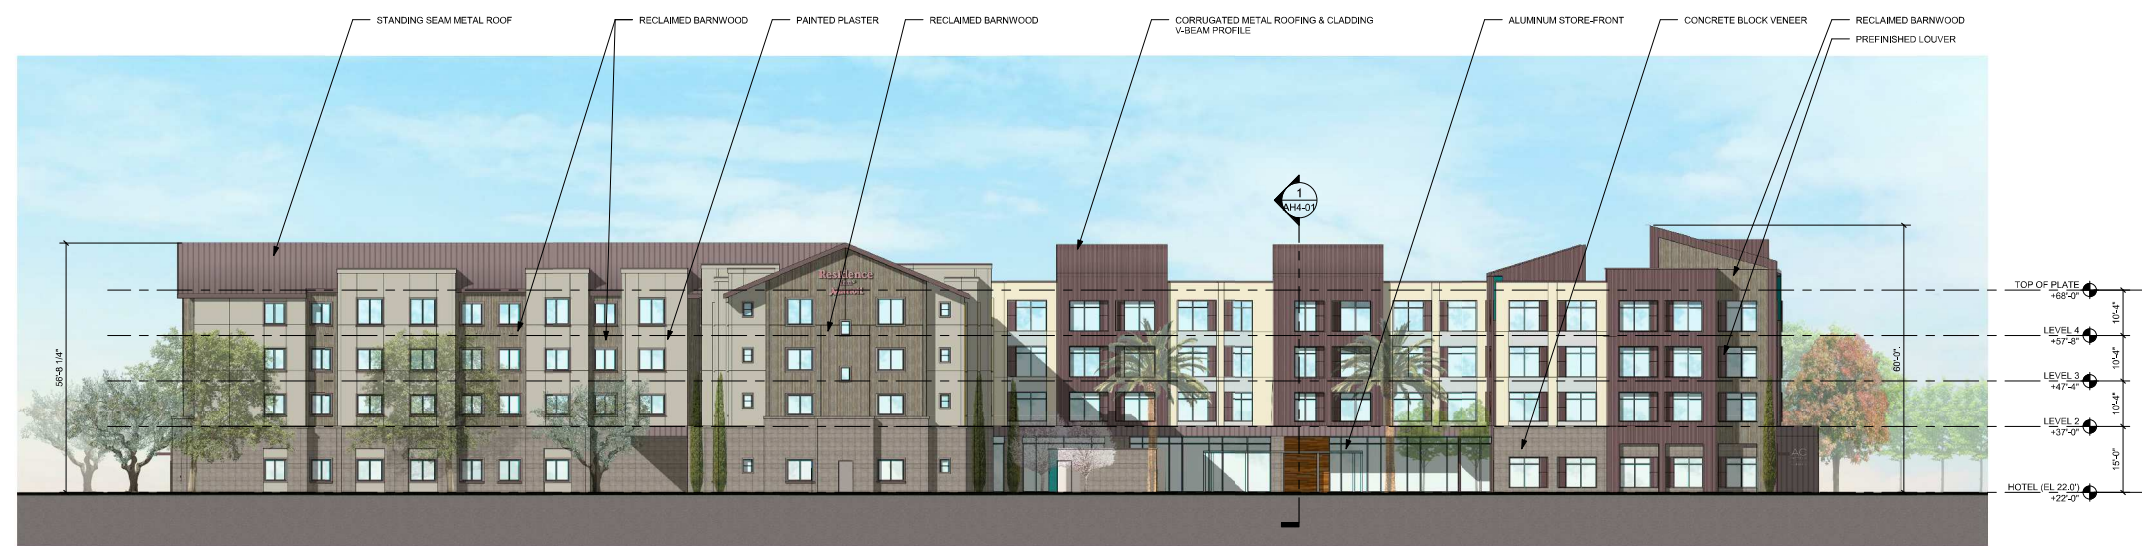 STANDING SEAM METAL ROOF
RECLAIMED BARNWOOD
PAINTED PLASTER
RECLAIMED BARNWOOD
CORRUGATED METAL ROOFING & CLADDING
V-BEAM PROFILE
ALUMINUM STORE-FRONT
CONCRETE BLOCK VENEER
RECLAIMED BARNWOOD
PREFINISHED LOUVER
1
AH4-01
Residence
Marriott
56'-8 1/4"
60'-0".
TOP OF PLATE
+68'-0"
10'-4"
LEVEL 4
+57'-8"
10'-4"
LEVEL 3
+47'-4"
10'-4"
LEVEL 2
+37'-0"
15'-0"
AC
HOTEL (EL 22.0')
+22'-0"